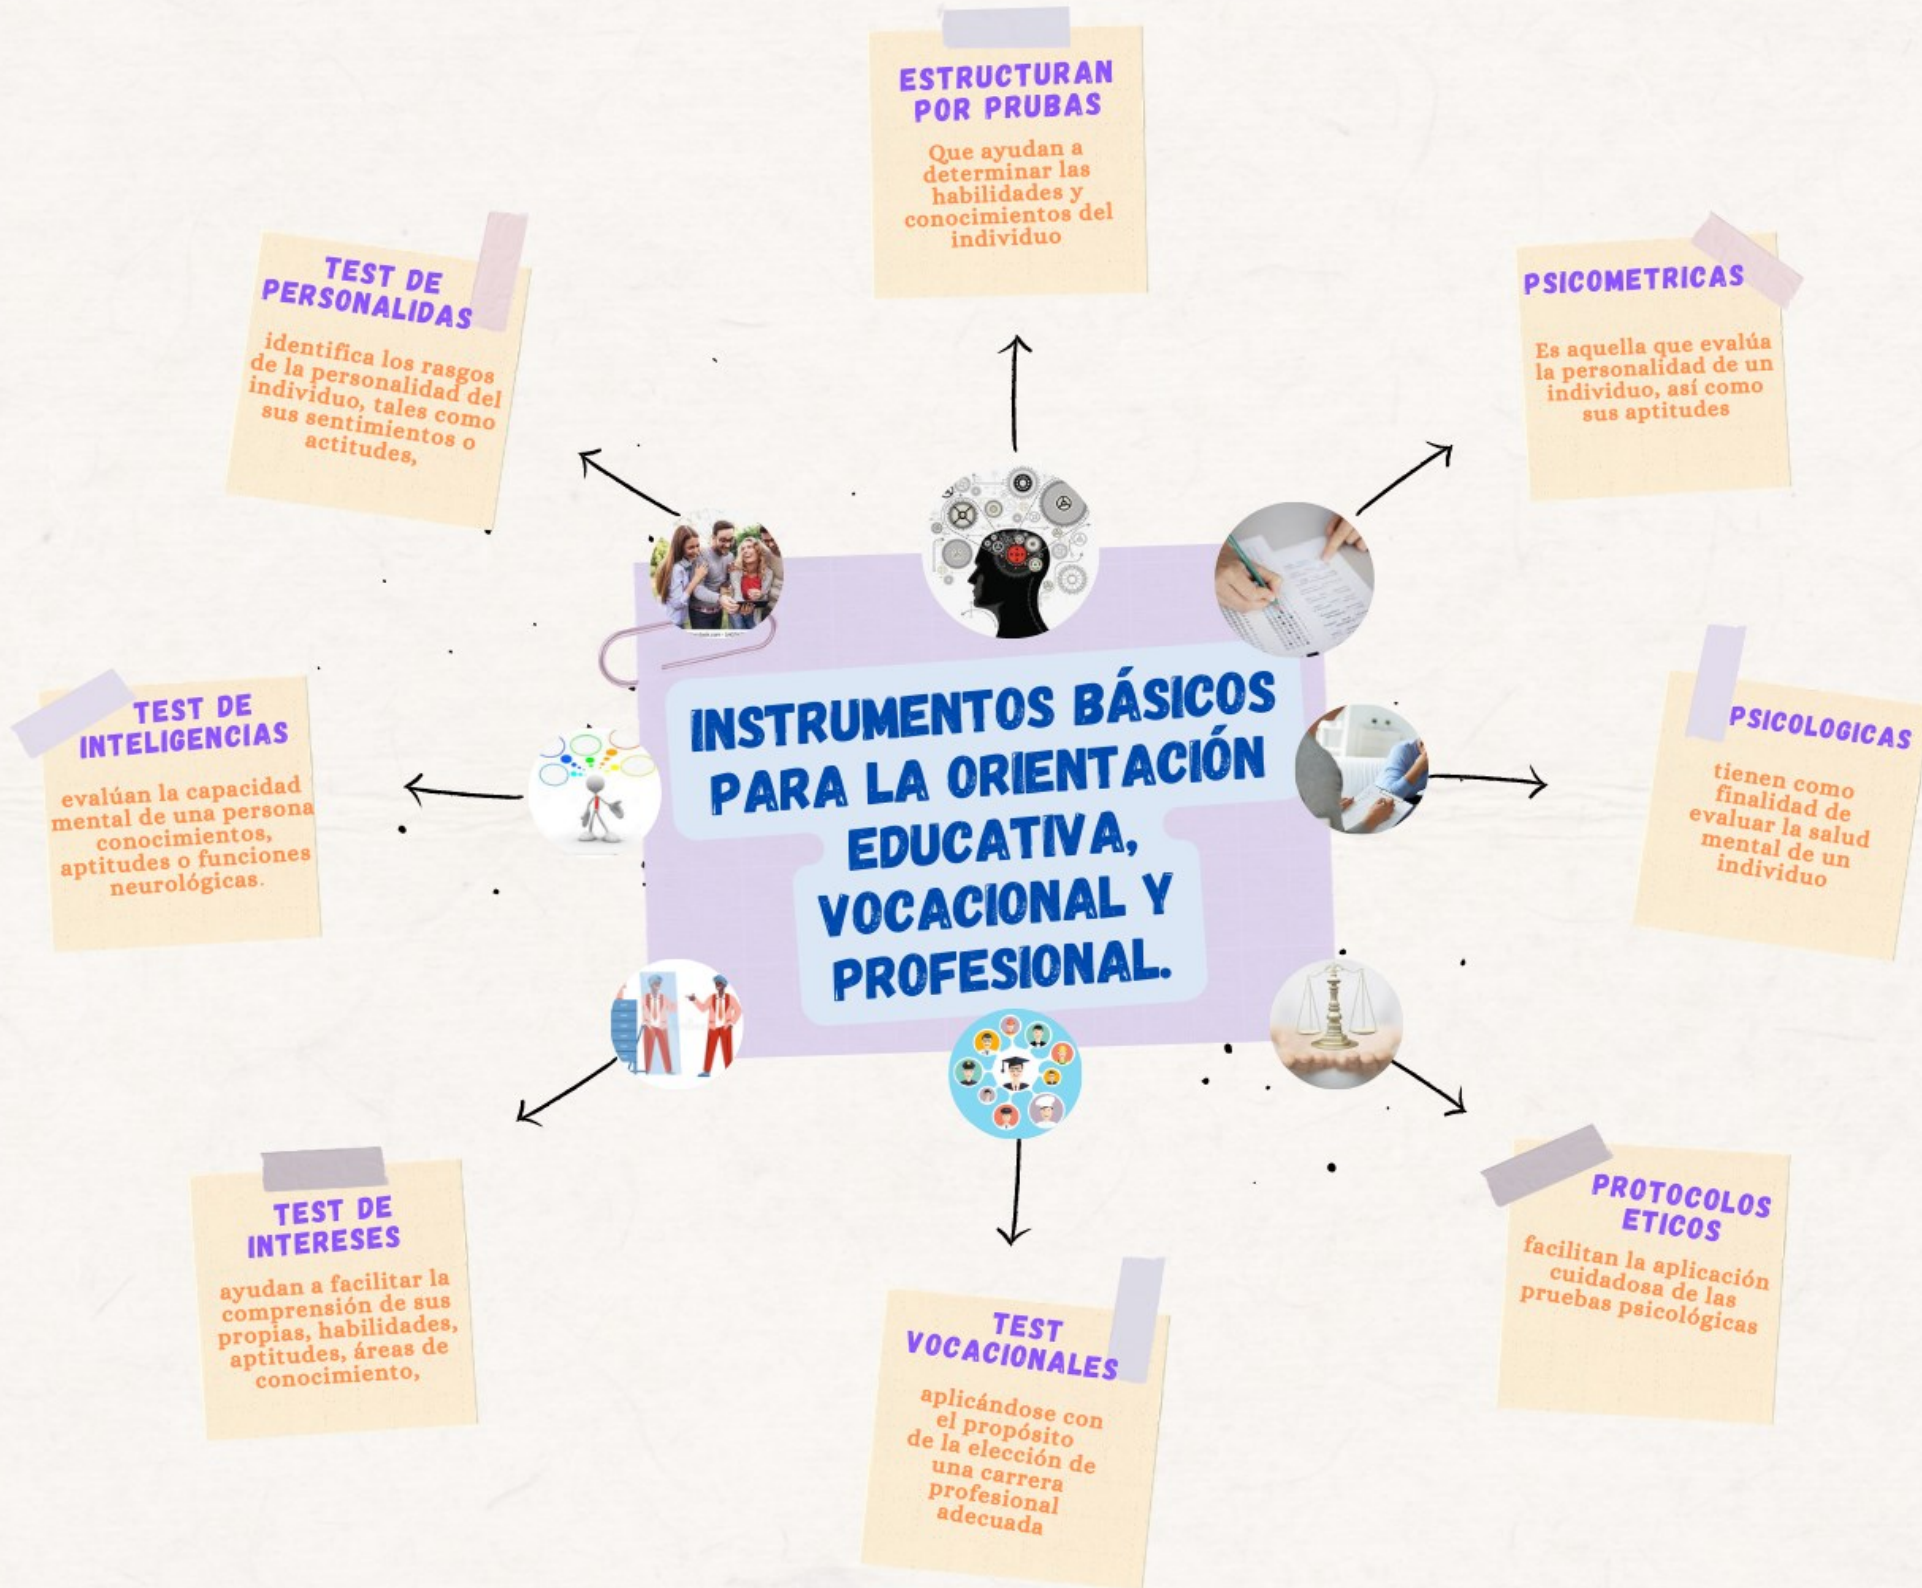 ESTRUCTURAN
POR PRUBAS
Que ayudan a
determinar las
habilidades y
conocimientos del
individuo
TEST DE
PERSONALIDAS
identifica los rasgos
de la personalidad del
individuo, tales como
sus sentimientos o
actitudes,
PSICOMETRICAS
Es aquella que evalúa
la personalidad de un
individuo, así como
sus aptitudes
INSTRUMENTOS BÁSICOS
PARA LA ORIENTACIÓN
EDUCATIVA,
VOCACIONAL Y
PROFESIONAL.
TEST DE
INTELIGENCIAS
evalúan la capacidad
mental de una persona
conocimientos,
aptitudes o funciones
neurológicas.
PSICOLOGICAS
tienen como
finalidad de
evaluar la salud
mental de un
individuo
TEST DE
INTERESES
ayudan a facilitar la
comprensión de sus
propias, habilidades,
aptitudes, áreas de
conocimiento,
TEST
VOCACIONALES
aplicándose con
el propósito
de la elección de
una carrera
profesional
adecuada
PROTOCOLOS
ETICOS
facilitan la aplicación
cuidadosa de las
pruebas psicológicas